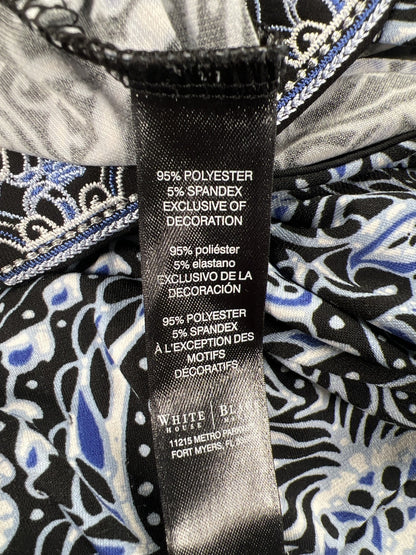 95% POLYESTER
5% SPANDEX
EXCLUSIVE OF
DECORATION
95% poliéster
5% elastano
EXCLUSIVO DE LA
DECORACIÓN
95% POLYESTER
5% SPANDEX
À L'EXCEPTION DES
MOTIFS
DÉCORATIFS
WHITE
HOUSE
11215 METRO
FORT MYERS, FL